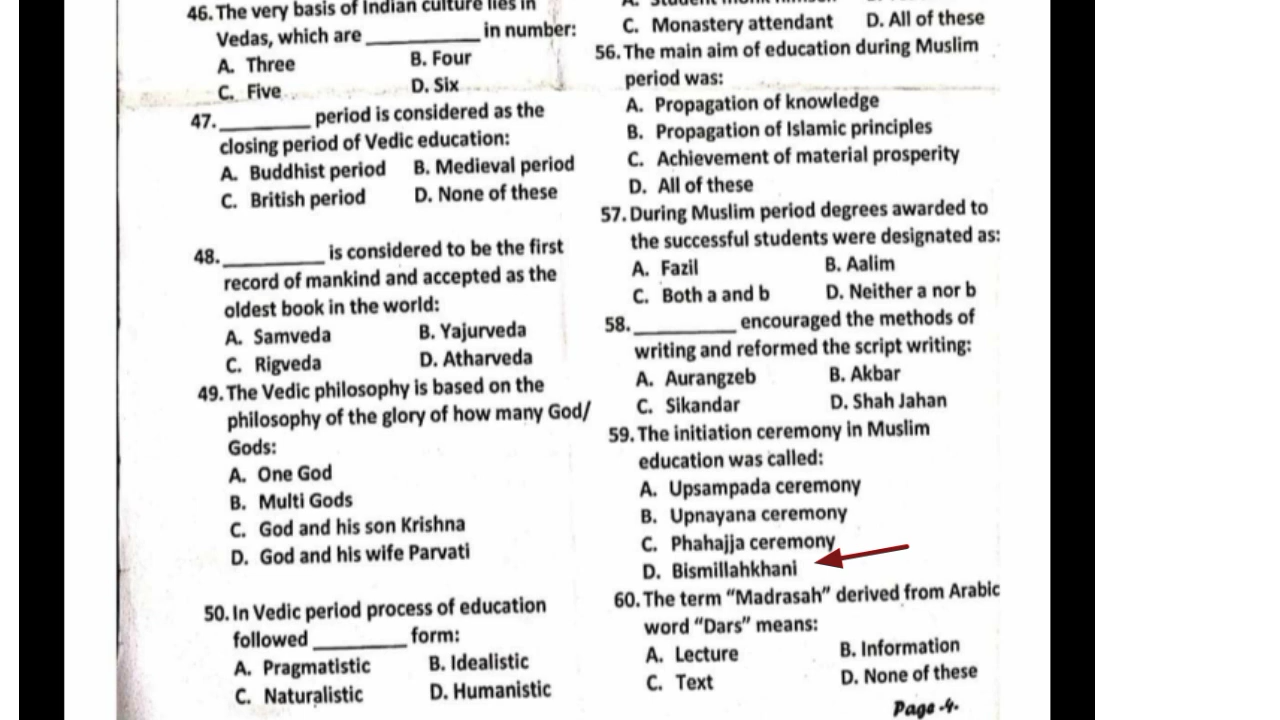 46. The very basis of Indian culture lies in
Vedas, which are __________ in number:
A. Three B. Four
C. Five D. Six
47. ________ period is considered as the
closing period of Vedic education:
A. Buddhist period B. Medieval period
C. British period D. None of these
48. _________ is considered to be the first
record of mankind and accepted as the
oldest book in the world:
A. Samveda B. Yajurveda
C. Rigveda D. Atharveda
49. The Vedic philosophy is based on the
philosophy of the glory of how many God/
Gods:
A. One God
B. Multi Gods
C. God and his son Krishna
D. God and his wife Parvati
50. In Vedic period process of education
followed ________ form:
A. Pragmatistic B. Idealistic
C. Naturalistic D. Humanistic
C. Monastery attendant D. All of these
56. The main aim of education during Muslim
period was:
A. Propagation of knowledge
B. Propagation of Islamic principles
C. Achievement of material prosperity
D. All of these
57. During Muslim period degrees awarded to
the successful students were designated as:
A. Fazil B. Aalim
C. Both a and b D. Neither a nor b
58. _________ encouraged the methods of
writing and reformed the script writing:
A. Aurangzeb B. Akbar
C. Sikandar D. Shah Jahan
59. The initiation ceremony in Muslim
education was called:
A. Upsampada ceremony
B. Upnayana ceremony
C. Phahajja ceremony
D. Bismillahkhani
60. The term “Madrasah” derived from Arabic
word “Dars” means:
A. Lecture B. Information
C. Text D. None of these
Page -4-